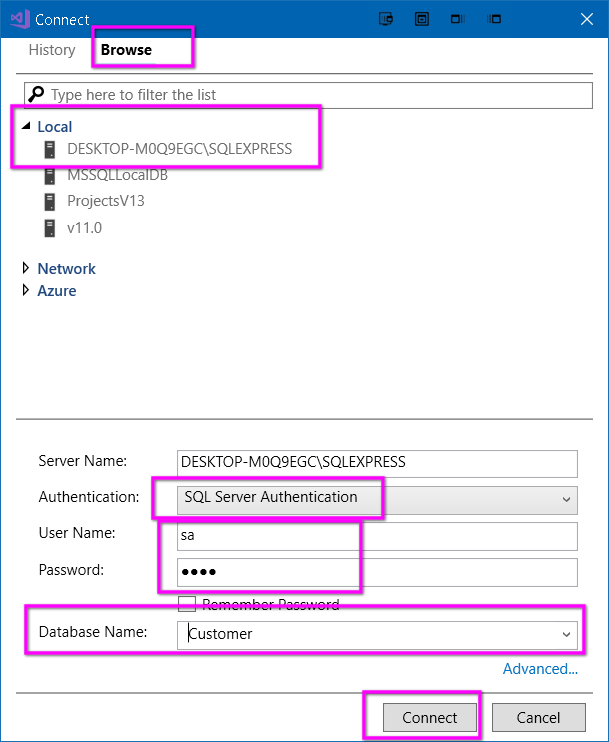 Connect
History Browse
Type here to filter the list
Local
DESKTOP-M0Q9EGC\SQLEXPRESS
MSSQLLocalDB
ProjectsV13
v11.0
Network
Azure
Server Name: DESKTOP-M0Q9EGC\SQLEXPRESS
Authentication: SQL Server Authentication
User Name: sa
Password: ●●●●
Remember Password
Database Name: Customer
Advanced...
Connect Cancel